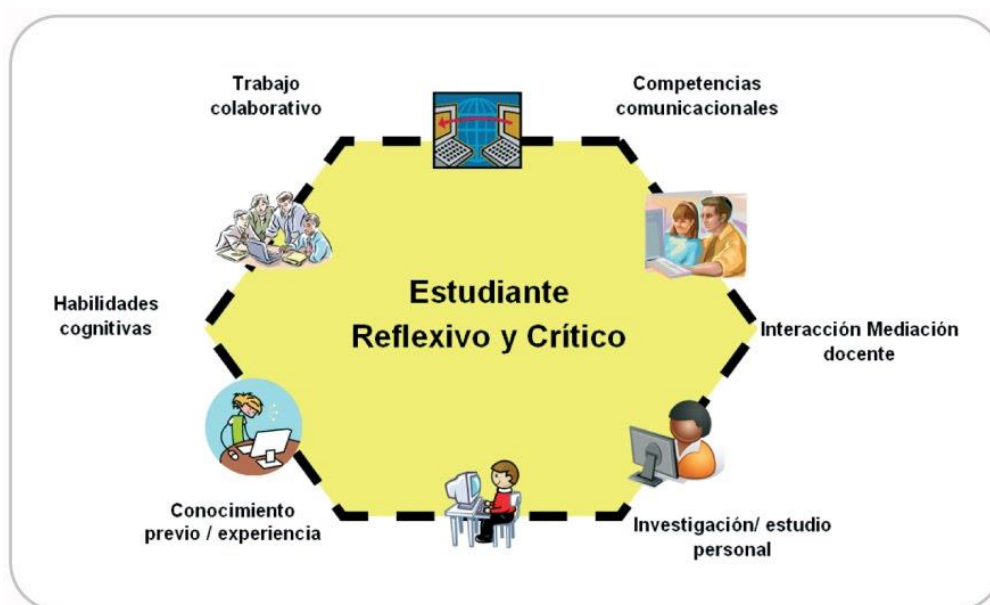 Trabajo
colaborativo
Competencias
comunicacionales
Habilidades
cognitivas
Estudiante
Reflexivo y Crítico
Interacción Mediación
docente
Conocimiento
previo / experiencia
Investigación/ estudio
personal